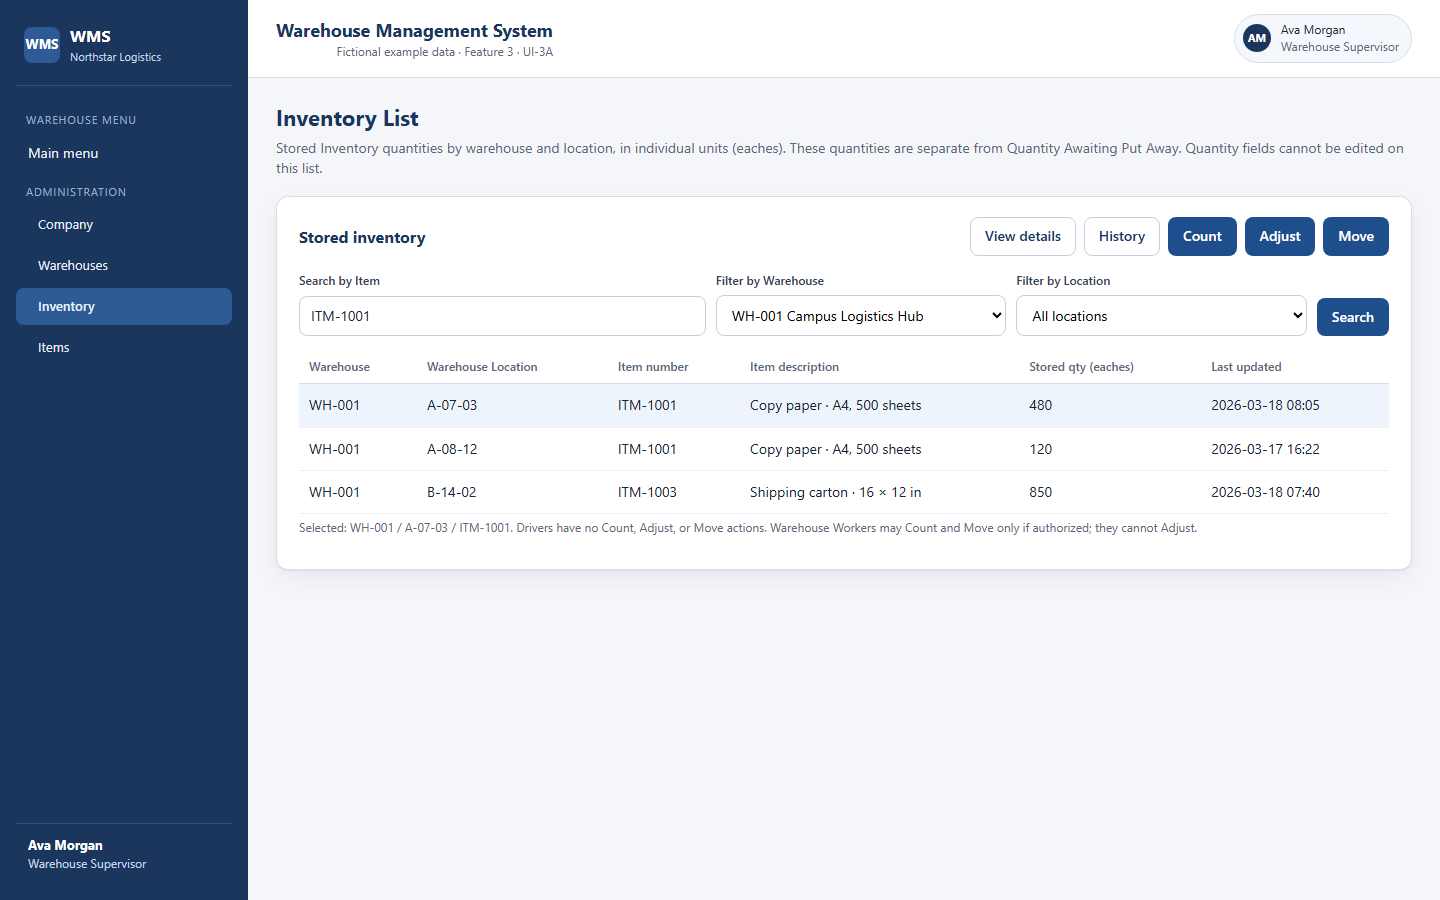 WMS
WMS
Northstar Logistics
WAREHOUSE MENU
Main menu
ADMINISTRATION
Company
Warehouses
Inventory
Items
Ava Morgan
Warehouse Supervisor
Warehouse Management System
Fictional example data · Feature 3 · UI-3A
AM
Ava Morgan
Warehouse Supervisor
Inventory List
Stored Inventory quantities by warehouse and location, in individual units (eaches). These quantities are separate from Quantity Awaiting Put Away. Quantity fields cannot be edited on
this list.
Stored inventory
View details
History
Count
Adjust
Move
Search by Item
Filter by Warehouse
Filter by Location
ITM-1001
WH-001 Campus Logistics Hub
All locations
Search
Warehouse Warehouse Location Item number Item description Stored qty (eaches) Last updated
WH-001 A-07-03 ITM-1001 Copy paper · A4, 500 sheets 480 2026-03-18 08:05
WH-001 A-08-12 ITM-1001 Copy paper · A4, 500 sheets 120 2026-03-17 16:22
WH-001 B-14-02 ITM-1003 Shipping carton · 16 × 12 in 850 2026-03-18 07:40
Selected: WH-001 / A-07-03 / ITM-1001. Drivers have no Count, Adjust, or Move actions. Warehouse Workers may Count and Move only if authorized; they cannot Adjust.